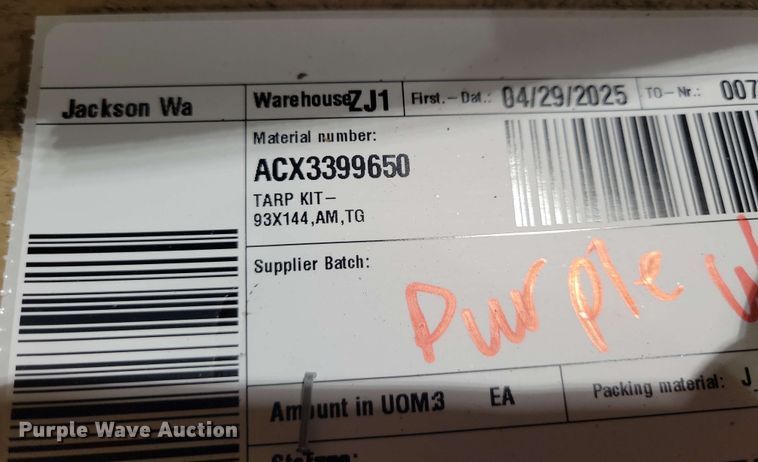 Jackson Wa
Warehouse ZJ1 First.-Dat.: 04/29/2025 TO-Nr.: 007
Material number:
ACX3399650
TARP KIT-
93X144,AM,TG
Supplier Batch:
Purple W
Amount in UOM3 EA Packing material: J
Purple Wave Auction